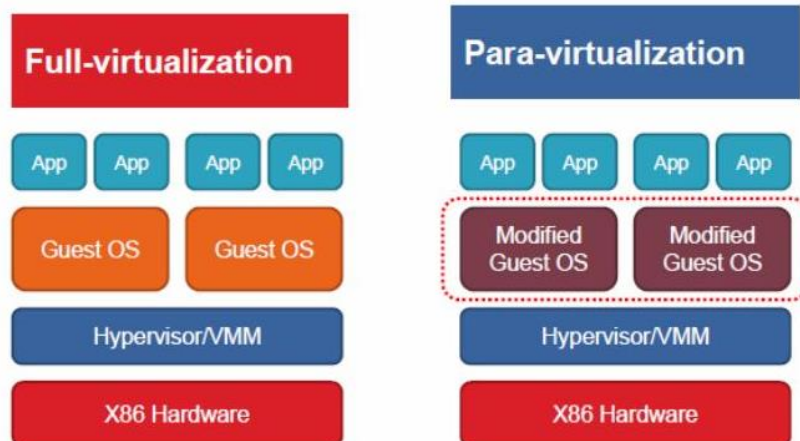 Full-virtualization
App App App App
Guest OS Guest OS
Hypervisor/VMM
X86 Hardware
Para-virtualization
App App App App
Modified Guest OS Modified Guest OS
Hypervisor/VMM
X86 Hardware